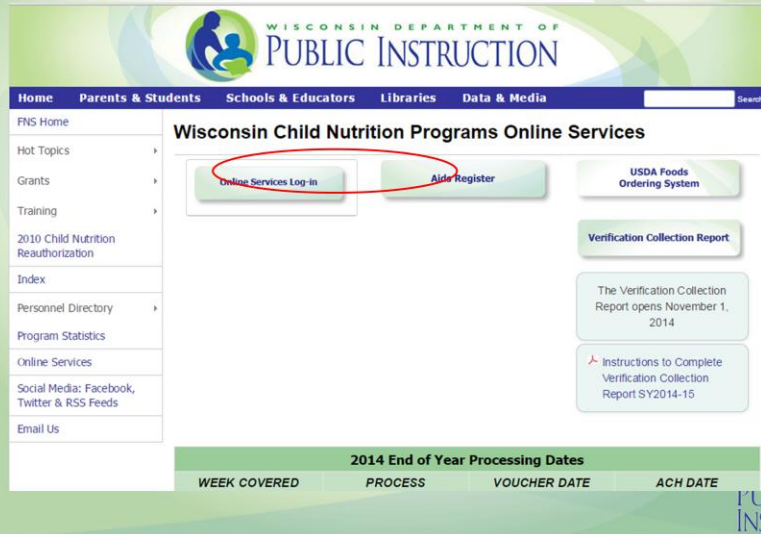 WISCONSIN DEPARTMENT OF
PUBLIC INSTRUCTION
Home Parents & Students Schools & Educators Libraries Data & Media Search
FNS Home
Hot Topics
Grants
Training
2010 Child Nutrition
Reauthorization
Index
Personnel Directory
Program Statistics
Online Services
Social Media: Facebook,
Twitter & RSS Feeds
Email Us
Wisconsin Child Nutrition Programs Online Services
Online Services Log-in
Aids Register
USDA Foods
Ordering System
Verification Collection Report
The Verification Collection
Report opens November 1,
2014
Instructions to Complete
Verification Collection
Report SY2014-15
2014 End of Year Processing Dates
WEEK COVERED PROCESS VOUCHER DATE ACH DATE